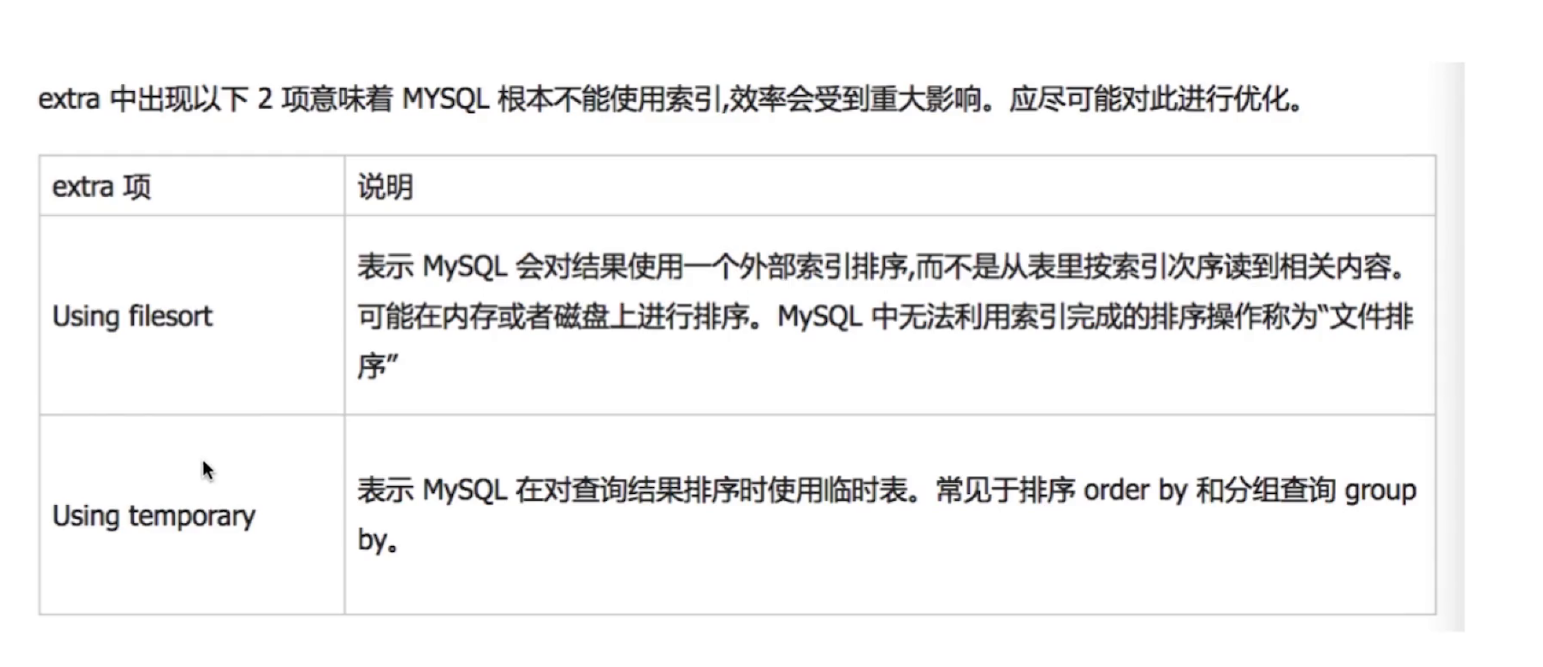 extra 中出现以下 2 项意味着 MYSQL 根本不能使用索引,效率会受到重大影响。应尽可能对此进行优化。
extra 项
说明
Using filesort
表示 MySQL 会对结果使用一个外部索引排序,而不是从表里按索引次序读到相关内容。
可能在内存或者磁盘上进行排序。MySQL 中无法利用索引完成的排序操作称为“文件排
序”
Using temporary
表示 MySQL 在对查询结果排序时使用临时表。常见于排序 order by 和分组查询 group
by。